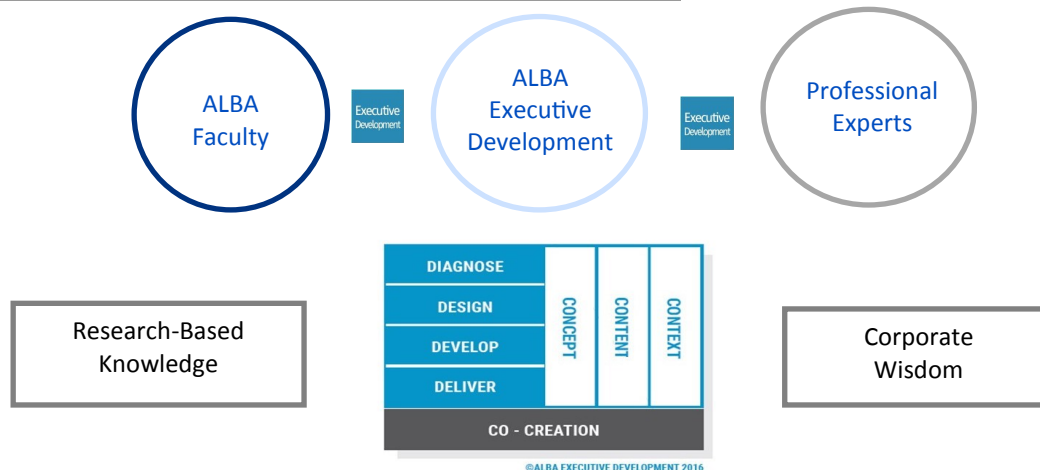 ALBA
Faculty
Executive
Development
ALBA
Executive
Development
Executive
Development
Professional
Experts
Research-Based
Knowledge
DIAGNOSE
DESIGN
DEVELOP
DELIVER
CONCEPT
CONTENT
CONTEXT
CO - CREATION
©ALBA EXECUTIVE DEVELOPMENT 2016
Corporate
Wisdom